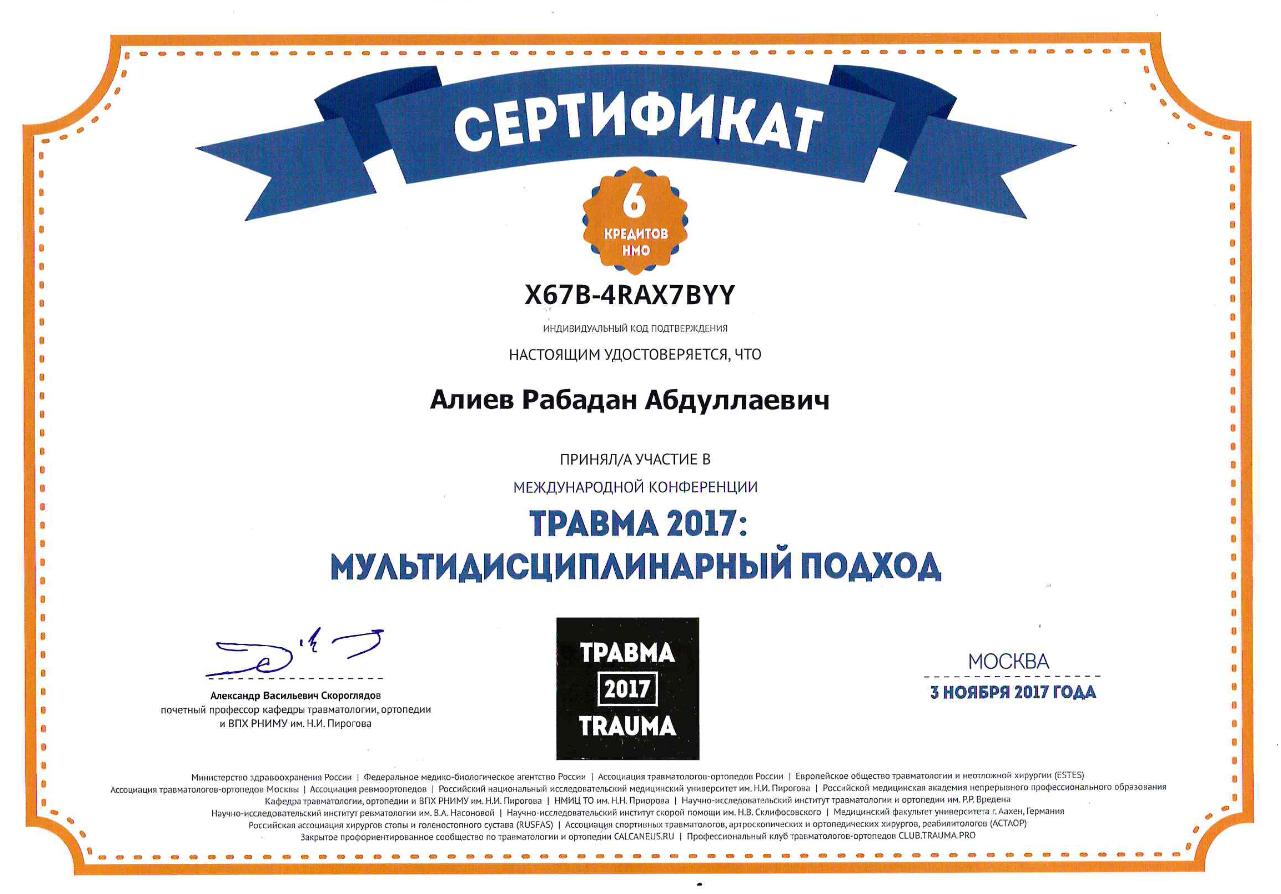 СЕРТИФИКАТ
6
КРЕДИТОВ
НМО
X67B-4RAX7BYY
ИНДИВИДУАЛЬНЫЙ КОД ПОДТВЕРЖДЕНИЯ
НАСТОЯЩИМ УДОСТОВЕРЯЕТСЯ, ЧТО
Алиев Рабадан Абдуллаевич
ПРИНЯЛ/А УЧАСТИЕ В
МЕЖДУНАРОДНОЙ КОНФЕРЕНЦИИ
ТРАВМА 2017:
МУЛЬТИДИСЦИПЛИНАРНЫЙ ПОДХОД
Александр Васильевич Скороглядов
почетный профессор кафедры травматологии, ортопедии
и ВПХ РНИМУ им. Н.И. Пирогова
ТРАВМА
2017
TRAUMA
МОСКВА
3 НОЯБРЯ 2017 ГОДА
Министерство здравоохранения России | Федеральное медико-биологическое агентство России | Ассоциация травматологов-ортопедов России | Европейское общество травматологии и неотложной хирургии (ESTES)
Ассоциация травматологов-ортопедов Москвы | Ассоциация ревмоортопедов | Российский национальный исследовательский медицинский университет им. Н.И. Пирогова | Российская медицинская академия непрерывного профессионального образования
Кафедра травматологии, ортопедии и ВПХ РНИМУ им. Н.И. Пирогова | НМИЦ ТО им. Н.Н. Приорова | Научно-исследовательский институт травматологии и ортопедии им. Р.Р. Вредена
Научно-исследовательский институт ревматологии им. В.А. Насоновой | Научно-исследовательский институт скорой помощи им. Н.В. Склифосовского | Медицинский факультет университета г. Аахен, Германия
Российская ассоциация хирургов стопы и голеностопного сустава (RUSFAS) | Ассоциация спортивных травматологов, артроскопических и ортопедических хирургов, реабилитологов (АСТАОР)
Закрытое профориентированное сообщество по травматологии и ортопедии CALCANEUS.RU | Профессиональный клуб травматологов-ортопедов CLUB.TRAUMA.PRO